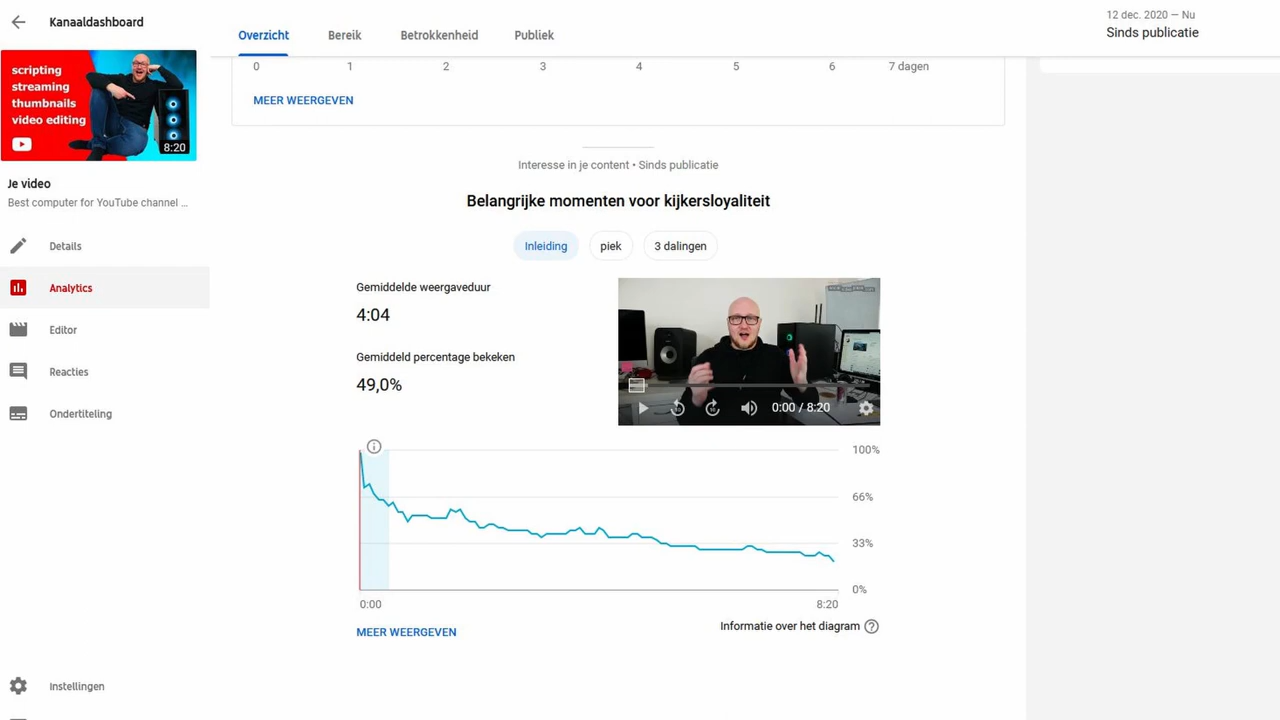 Kanaaldashboard
Overzicht
Bereik
Betrokkenheid
Publiek
12 dec. 2020 – Nu
Sinds publicatie
scripting
streaming
thumbnails
video editing
8:20
0 1 2 3 4 5 6 7 dagen
MEER WEERGEVEN
Interesse in je content • Sinds publicatie
Belangrijke momenten voor kijkersloyaliteit
Je video
Best computer for YouTube channel ...
Inleiding
piek
3 dalingen
Details
Analytics
Editor
Reacties
Ondertiteling
Gemiddelde weergaveduur
4:04
Gemiddeld percentage bekeken
49,0%
0:00 / 8:20
100%
66%
33%
0%
0:00
8:20
MEER WEERGEVEN
Informatie over het diagram
Instellingen